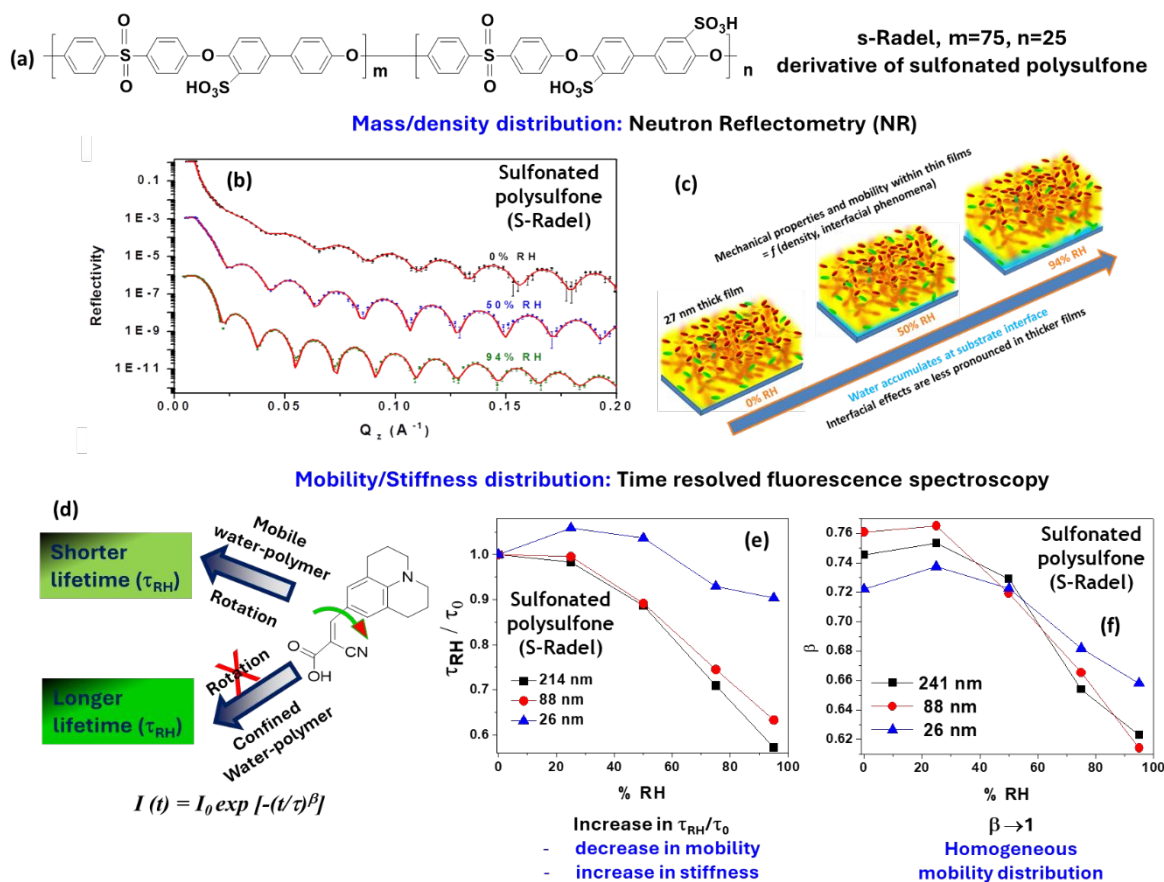 (a)
O
S
O
O
HO₃S
O
m
O
S
O
O
HO₃S
SO₃H
O
n
s-Radel, m=75, n=25
derivative of sulfonated polysulfone
Mass/density distribution: Neutron Reflectometry (NR)
(b)
Sulfonated
polysulfone
(S-Radel)
Reflectivity
0.1
1E-3
1E-5
1E-7
1E-9
1E-11
0% RH
50% RH
94% RH
0.00 0.05 0.10 0.15 0.20
Q z (A -1)
(c)
Mechanical properties and mobility within thin films
= f (density, interfacial phenomena)
27 nm thick film
0% RH
50% RH
94% RH
Water accumulates at substrate interface
Interfacial effects are less pronounced in thicker films
Mobility/Stiffness distribution: Time resolved fluorescence spectroscopy
(d)
Shorter
lifetime (τRH)
Mobile
water-polymer
Rotation
N
O
CN
OH
Rotation
X
Longer
lifetime (τRH)
Confined
Water-polymer
I (t) = I0 exp [-(t/τ)β]
(e)
τRH / τ0
1.0
0.9
0.8
0.7
0.6
Sulfonated
polysulfone
(S-Radel)
214 nm
88 nm
26 nm
0 20 40 60 80 100
% RH
Increase in τRH/τ0
- decrease in mobility
- increase in stiffness
Sulfonated
polysulfone
(S-Radel)
(f)
β
0.76
0.74
0.72
0.70
0.68
0.66
0.64
0.62
241 nm
88 nm
26 nm
0 20 40 60 80 100
% RH
β→1
Homogeneous
mobility distribution